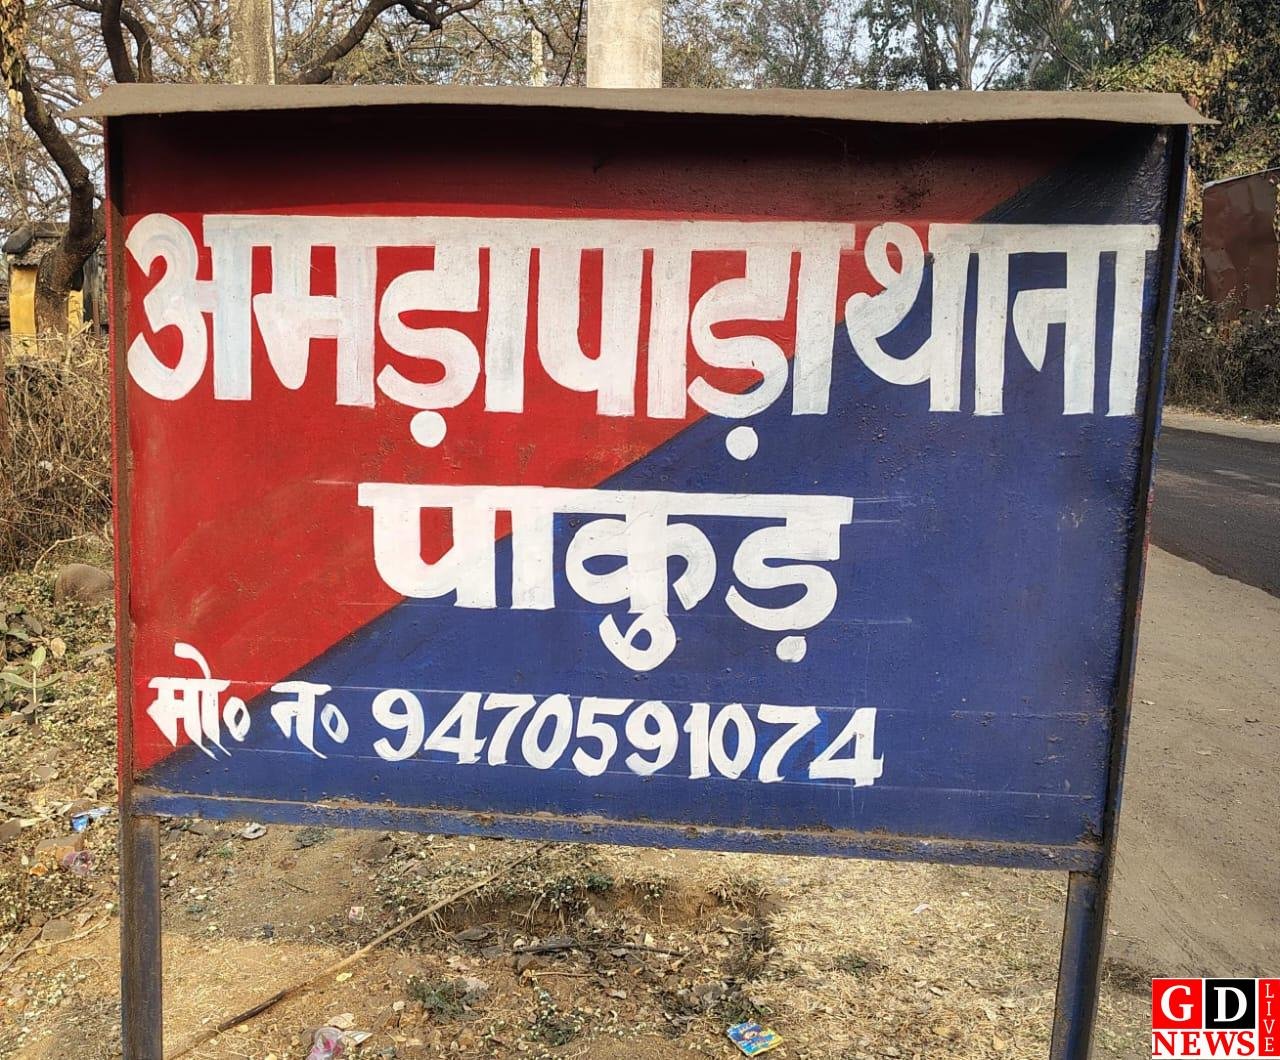 अमड़ापाड़ा थाना
पाकुड़
मो० न० 9470591074
GD
NEWS
LIVE